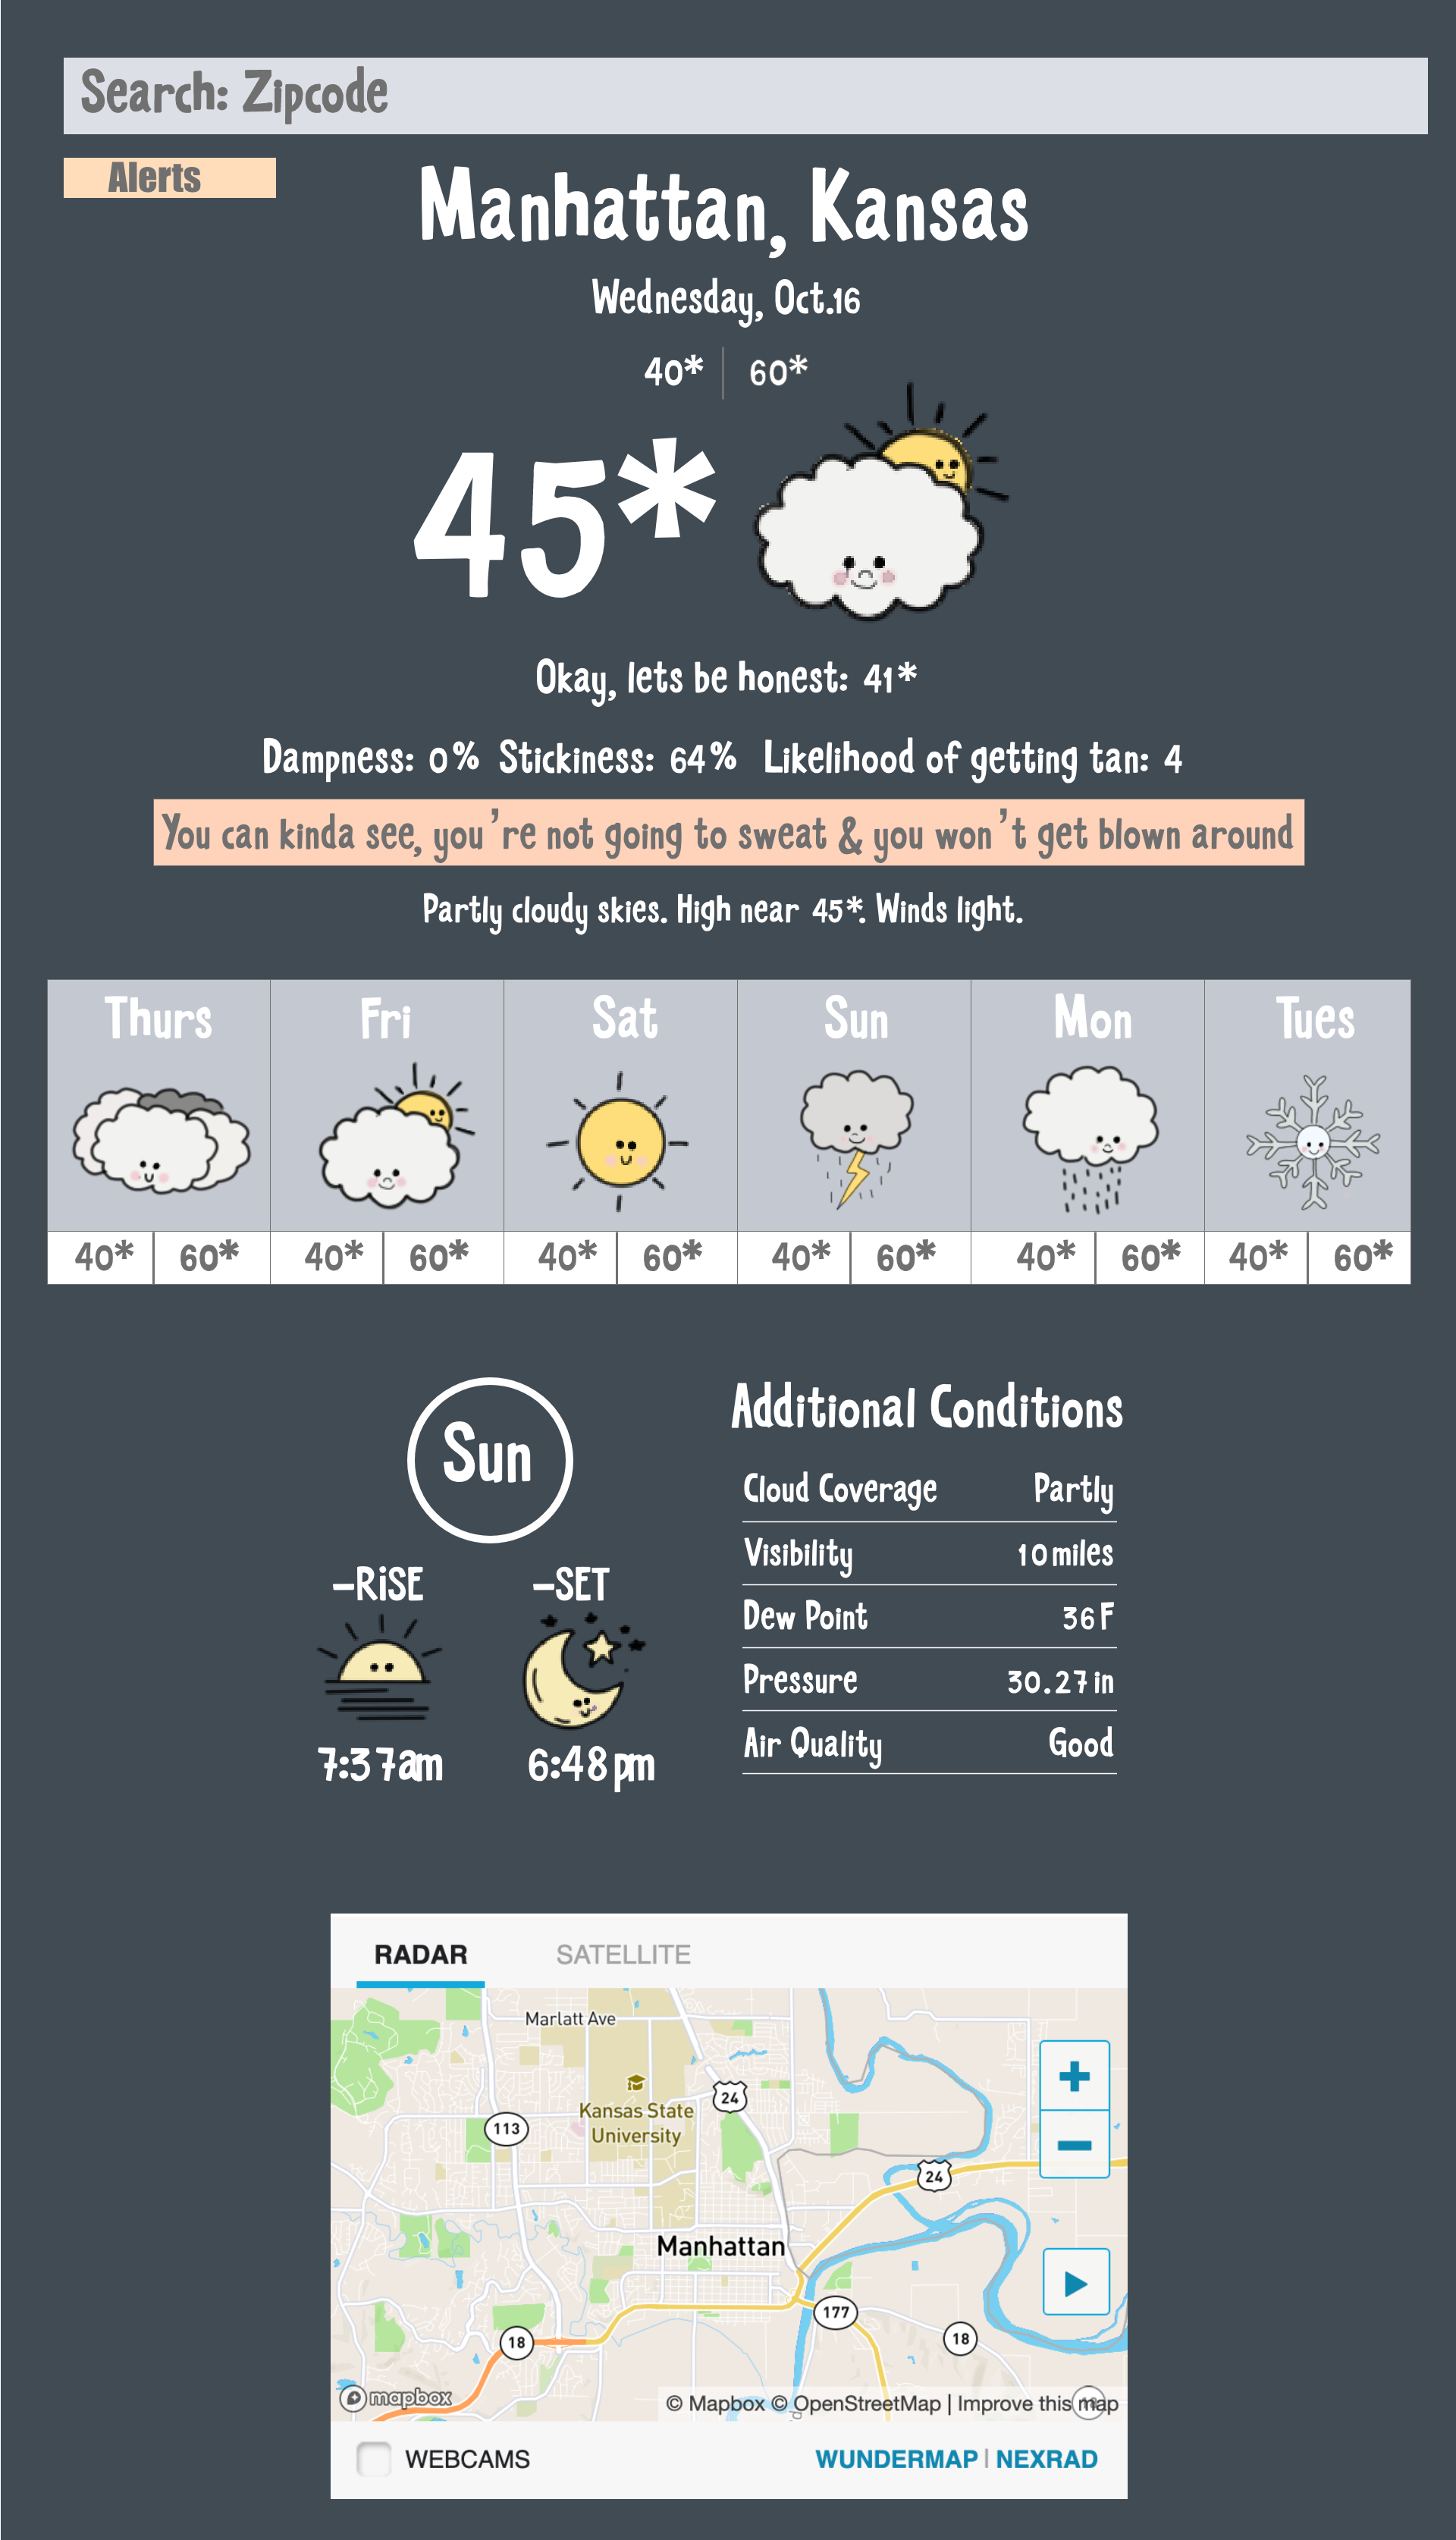 Search: Zipcode
Alerts
Manhattan, Kansas
Wednesday, Oct.16
40* 60*
45*
Okay, lets be honest: 41*
Dampness: 0% Stickiness: 64% Likelihood of getting tan: 4
You can kinda see, you're not going to sweat & you won't get blown around
Partly cloudy skies. High near 45*. Winds light.
Thurs Fri Sat Sun Mon Tues
40* 60* 40* 60* 40* 60* 40* 60* 40* 60* 40* 60*
Sun
-RiSE -SET
7:37am 6:48pm
Additional Conditions
Cloud Coverage Partly
Visibility 10 miles
Dew Point 36 F
Pressure 30.27 in
Air Quality Good
RADAR SATELLITE
Marlatt Ave
24
Kansas State
University
113
24
Manhattan
177
18
18
mapbox
© Mapbox © OpenStreetMap | Improve this map
WEBCAMS WUNDERMAP | NEXRAD